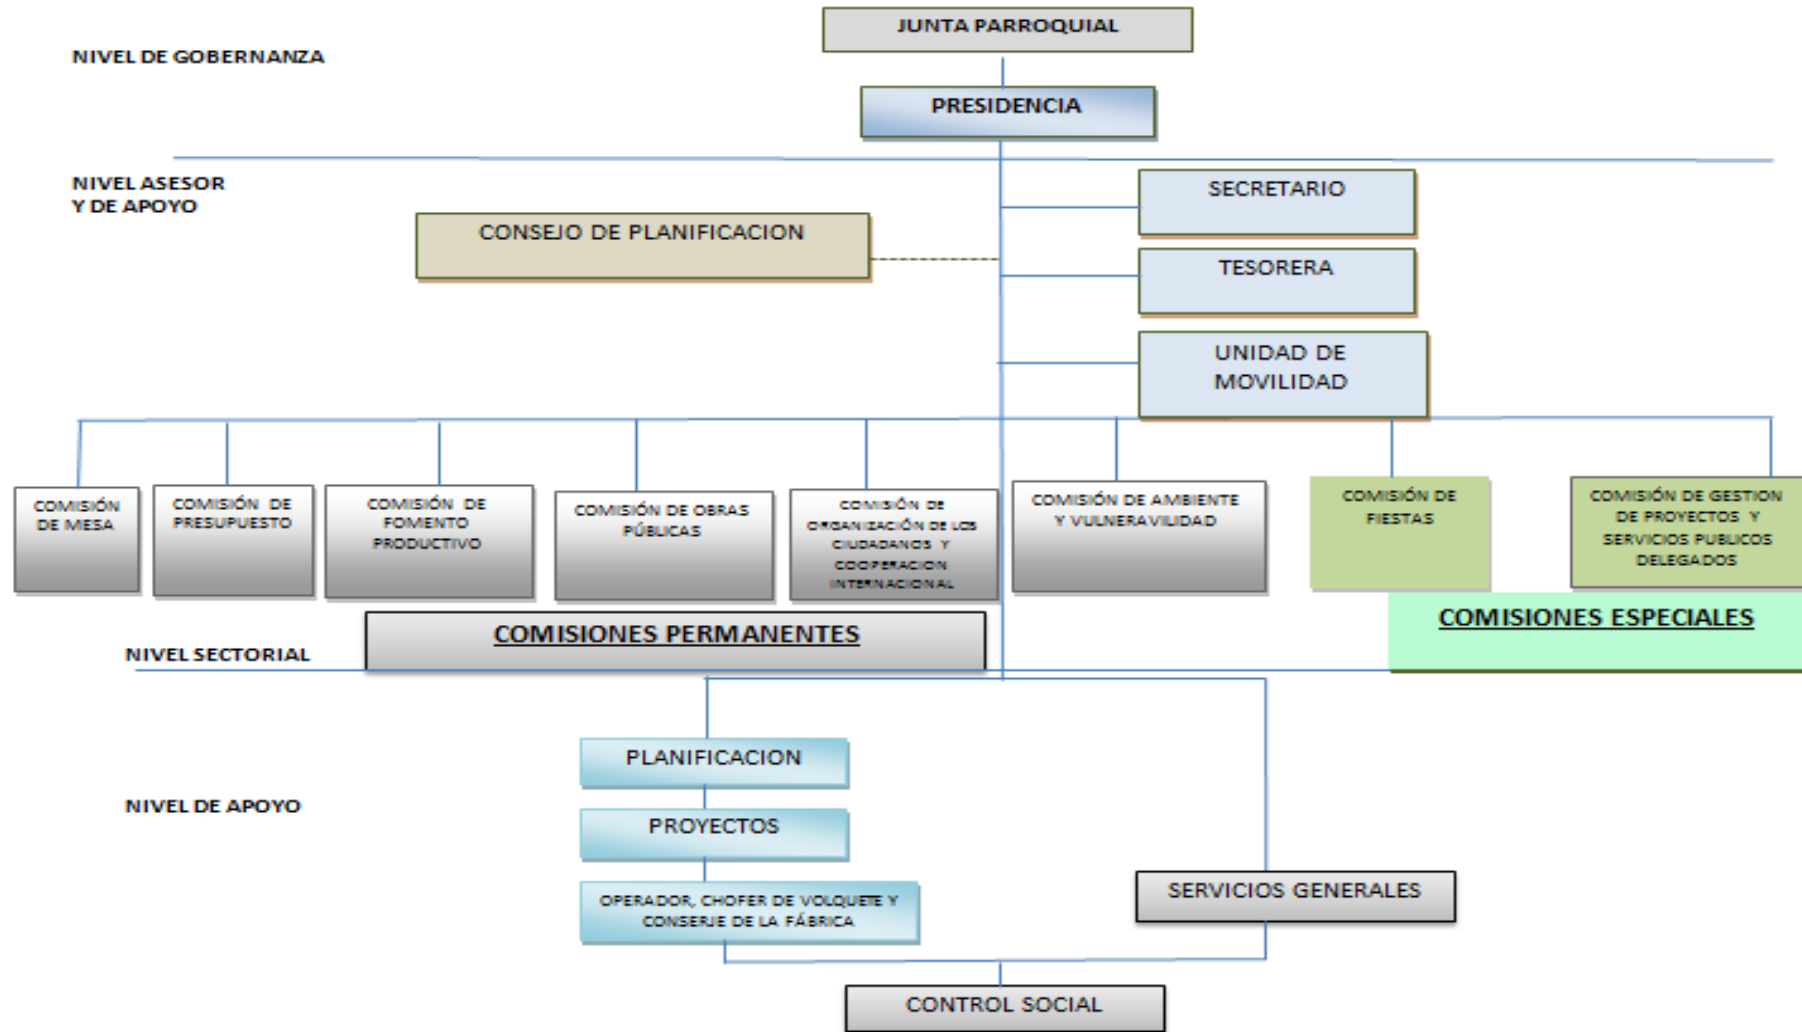 JUNTA PARROQUIAL
NIVEL DE GOBERNANZA
PRESIDENCIA
NIVEL ASESOR
Y DE APOYO
SECRETARIO
CONSEJO DE PLANIFICACION
TESORERA
UNIDAD DE
MOVILIDAD
COMISIÓN
DE MESA
COMISIÓN DE
PRESUPUESTO
COMISIÓN DE
FOMENTO
PRODUCTIVO
COMISIÓN DE OBRAS
PÚBLICAS
COMISIÓN DE
ORGANIZACIÓN DE LOS
CIUDADANOS Y
COOPERACION
INTERNACIONAL
COMISIÓN DE AMBIENTE
Y VULNERAVILIDAD
COMISIÓN DE
FIESTAS
COMISIÓN DE GESTION
DE PROYECTOS Y
SERVICIOS PUBLICOS
DELEGADOS
COMISIONES PERMANENTES
COMISIONES ESPECIALES
NIVEL SECTORIAL
PLANIFICACION
NIVEL DE APOYO
PROYECTOS
OPERADOR, CHOFER DE VOLQUETE Y
CONSERJE DE LA FÁBRICA
SERVICIOS GENERALES
CONTROL SOCIAL